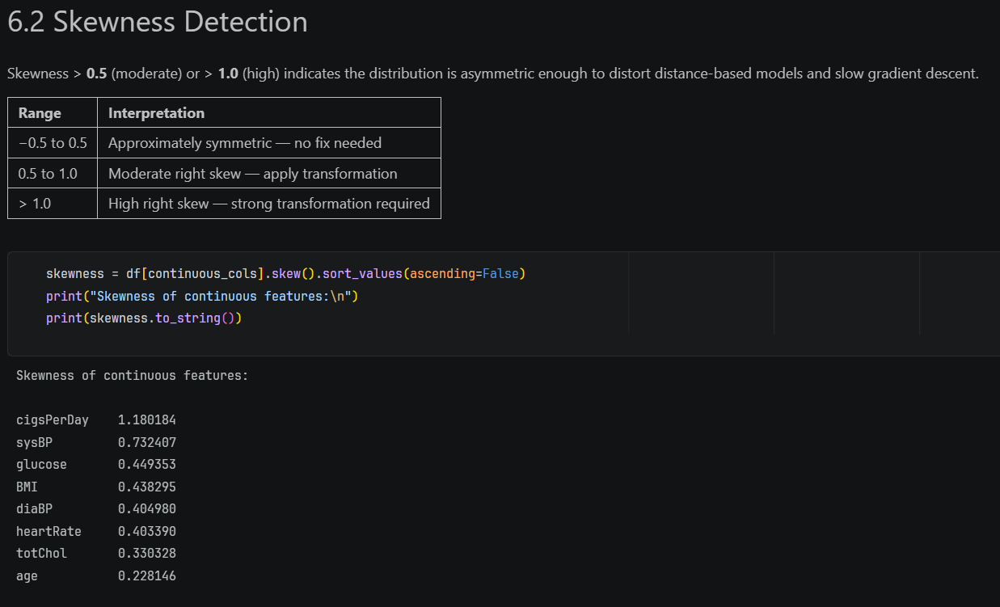 6.2 Skewness Detection
Skewness > 0.5 (moderate) or > 1.0 (high) indicates the distribution is asymmetric enough to distort distance-based models and slow gradient descent.
Range Interpretation
−0.5 to 0.5 Approximately symmetric — no fix needed
0.5 to 1.0 Moderate right skew — apply transformation
> 1.0 High right skew — strong transformation required
skewness = df[continuous_cols].skew().sort_values(ascending=False)
print("Skewness of continuous features:\n")
print(skewness.to_string())
Skewness of continuous features:
cigsPerDay 1.180184
sysBP 0.732407
glucose 0.449353
BMI 0.438295
diaBP 0.404980
heartRate 0.403390
totChol 0.330328
age 0.228146